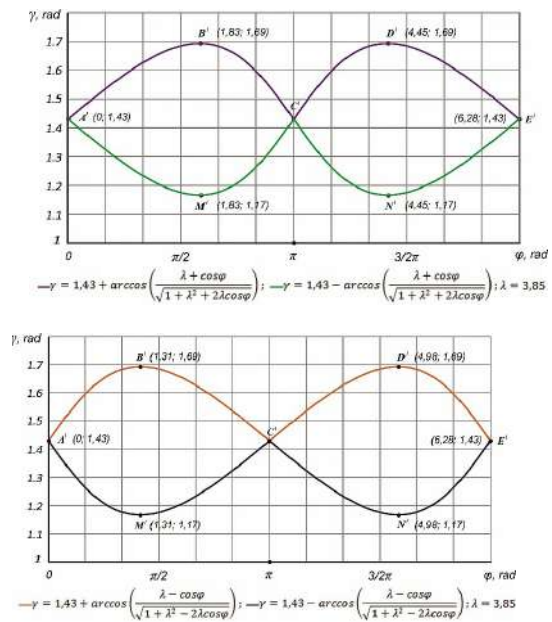 γ, rad
B' (1,83; 1,69)
D' (4,45; 1,69)
1.7
1.6
1.5
C'
A' (0; 1,43)
(6,28; 1,43) E'
1.4
1.3
1.2
M' (1,83; 1,17)
N' (4,45; 1,17)
1.1
1
0 π/2 π 3/2π φ, rad
γ = 1,43 + arccos(λ + cosφ / √1 + λ² + 2λcosφ); γ = 1,43 − arccos(λ + cosφ / √1 + λ² + 2λcosφ); λ = 3,85
γ, rad
B' (1,31; 1,69)
D' (4,98; 1,69)
1.7
1.6
1.5
C'
A' (0; 1,43)
(6,28; 1,43) E'
1.4
1.3
1.2
M' (1,31; 1,17)
N' (4,98; 1,17)
1.1
1
0 π/2 π 3/2π φ, rad
γ = 1,43 + arccos(λ − cosφ / √1 + λ² − 2λcosφ); γ = 1,43 − arccos(λ − cosφ / √1 + λ² − 2λcosφ); λ = 3,85